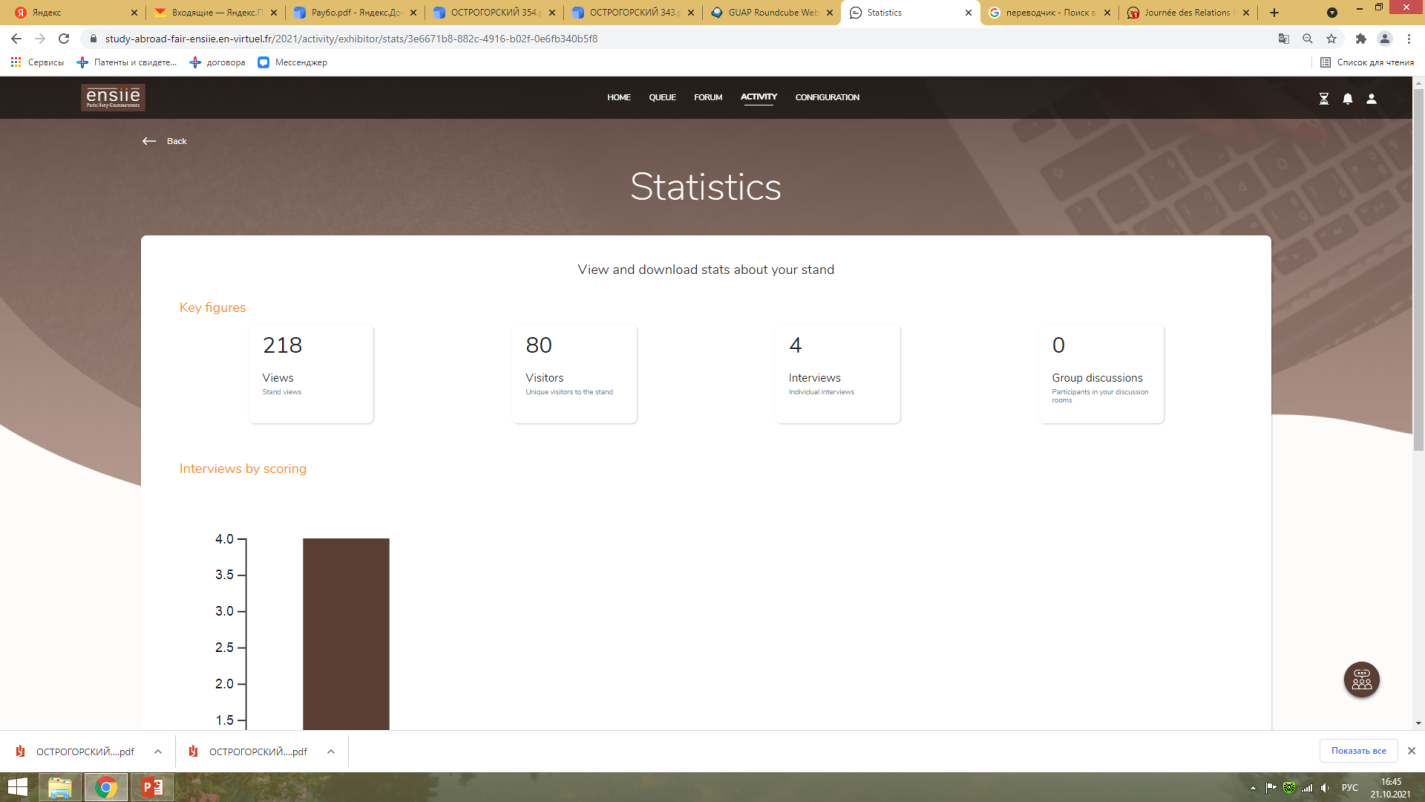 Яндекс
Входящие — Яндекс.П
Раубо.pdf - Яндекс.До
ОСТРОГОРСКИЙ 354.p
ОСТРОГОРСКИЙ 343.p
GUAP Roundcube Web
Statistics
переводчик - Поиск в
Journée des Relations I
study-abroad-fair-ensiie.en-virtuel.fr/2021/activity/exhibitor/stats/3e6671b8-882c-4916-b02f-0e6fb340b5f8
Сервисы
Патенты и свидете...
договора
Мессенджер
Список для чтения
ensiie
HOME
QUEUE
FORUM
ACTIVITY
CONFIGURATION
Back
Statistics
View and download stats about your stand
Key figures
218
Views
Stand views
80
Visitors
Unique visitors to the stand
4
Interviews
Individual interviews
0
Group discussions
Participants in your discussion
rooms
Interviews by scoring
4.0
3.5
3.0
2.5
2.0
1.5
ОСТРОГОРСКИЙ....pdf
ОСТРОГОРСКИЙ....pdf
Показать все
РУС
16:45
21.10.2021